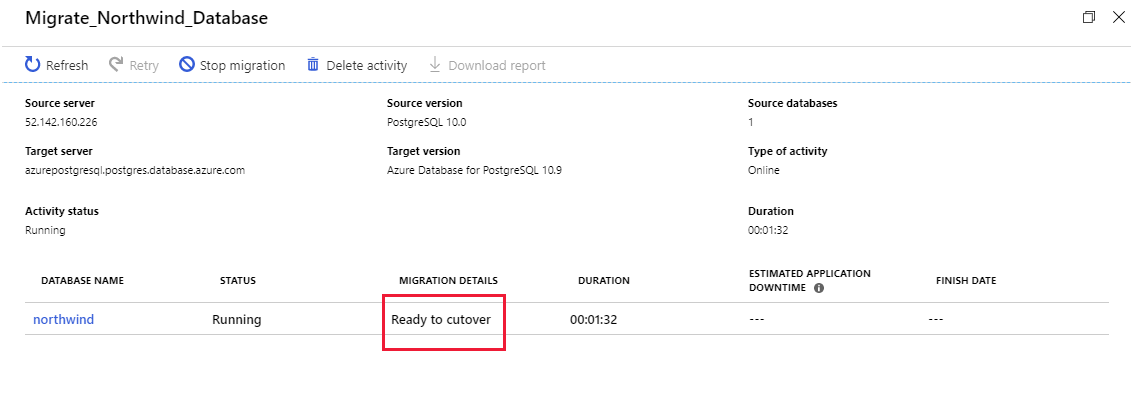 Migrate_Northwind_Database
Refresh Retry Stop migration Delete activity Download report
Source server Source version Source databases
52.142.160.226 PostgreSQL 10.0 1
Target server Target version Type of activity
azurepostgresql.postgres.database.azure.com Azure Database for PostgreSQL 10.9 Online
Activity status Duration
Running 00:01:32
DATABASE NAME STATUS MIGRATION DETAILS DURATION ESTIMATED APPLICATION DOWNTIME FINISH DATE
northwind Running Ready to cutover 00:01:32 --- ---